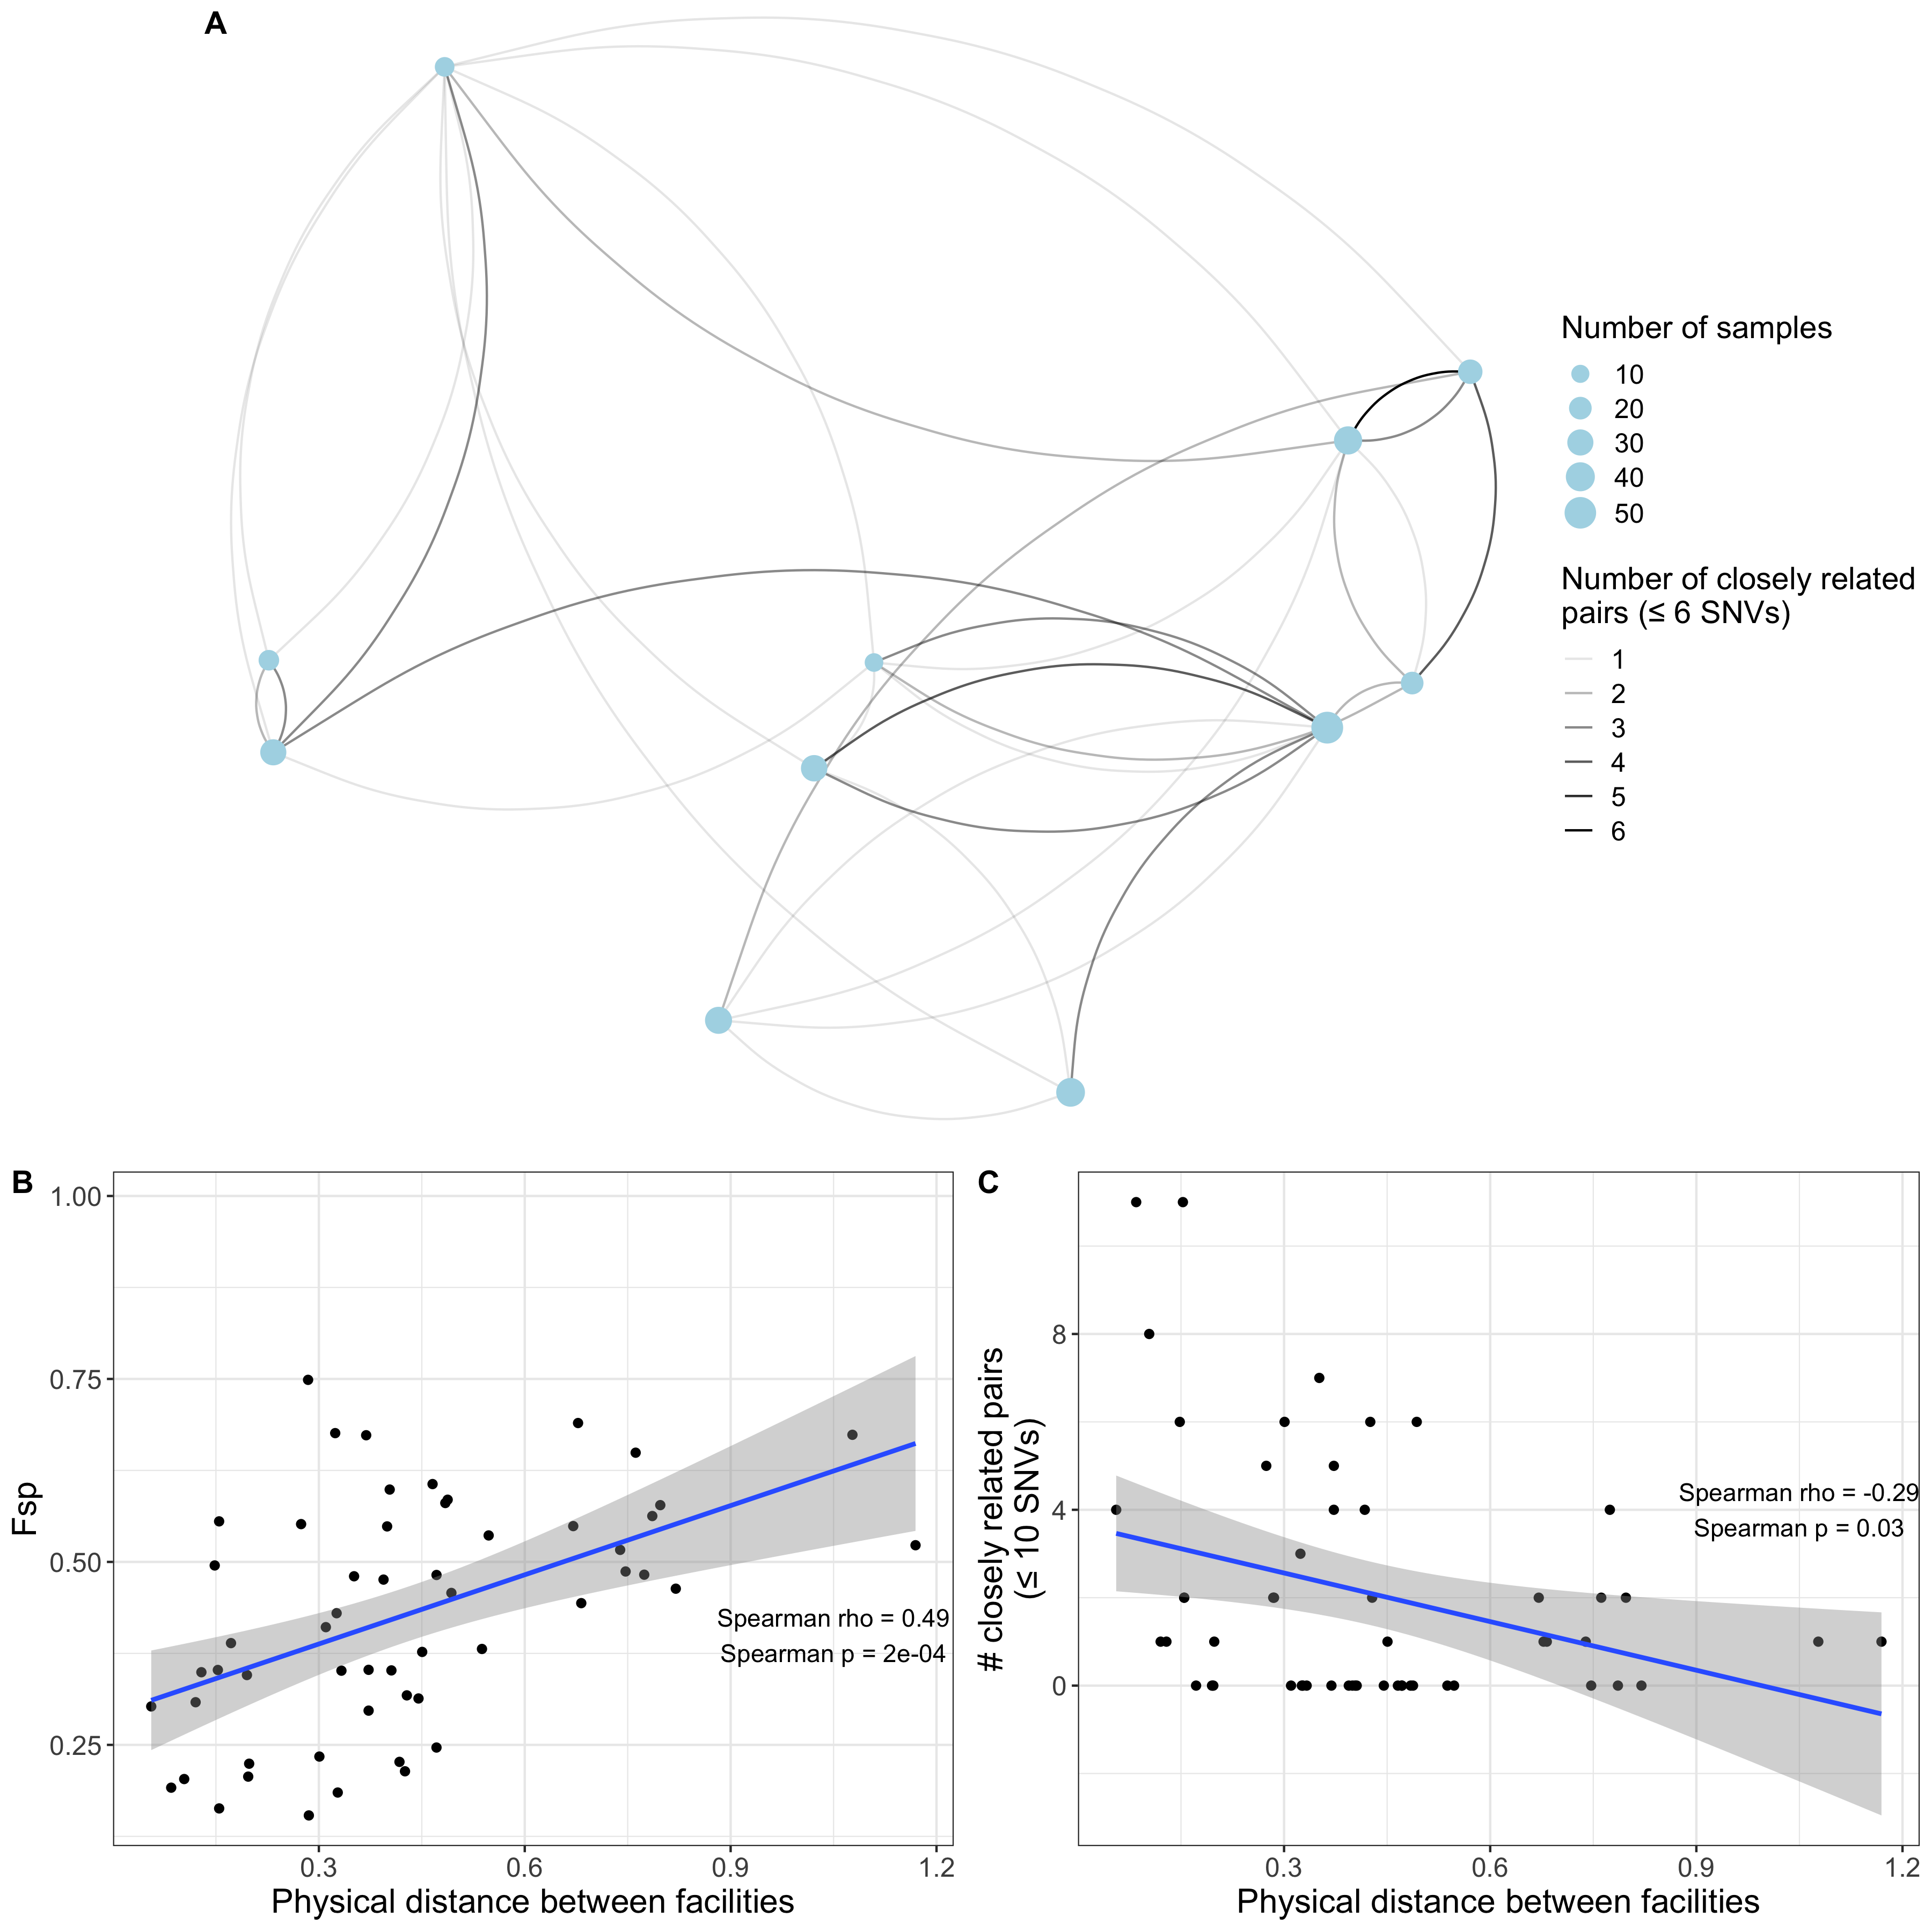 A
Number of samples
10
20
30
40
50
Number of closely related
pairs (≤ 6 SNVs)
1
2
3
4
5
6
B
1.00
0.75
0.50
0.25
Fsp
Spearman rho = 0.49
Spearman p = 2e-04
0.3 0.6 0.9 1.2
Physical distance between facilities
C
8
4
0
# closely related pairs
(≤ 10 SNVs)
Spearman rho = -0.29
Spearman p = 0.03
0.3 0.6 0.9 1.2
Physical distance between facilities